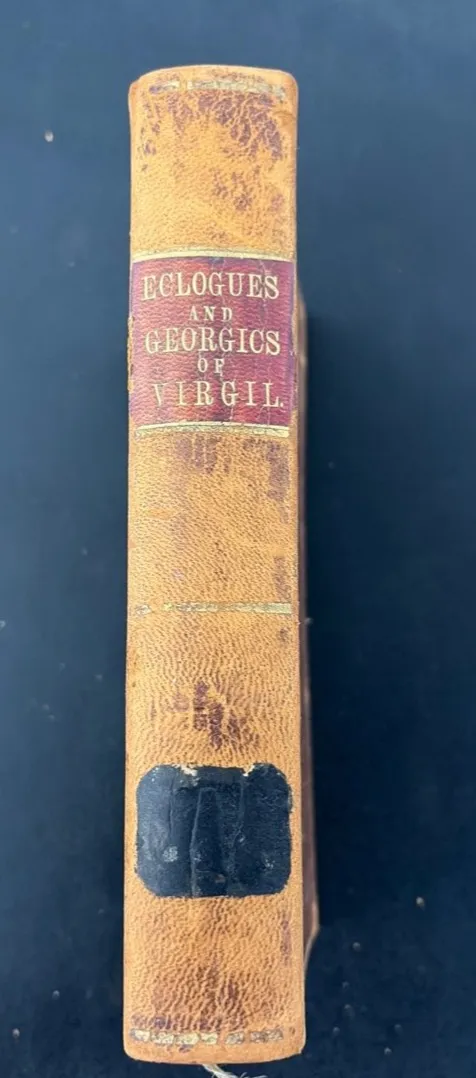 ECLOGUES
AND
GEORGICS
OF
VIRGIL.